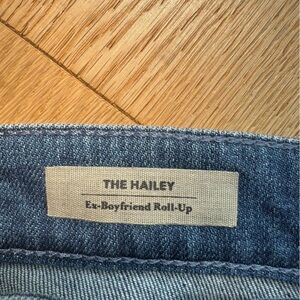 THE HAILEY
Ex-Boyfriend Roll-Up